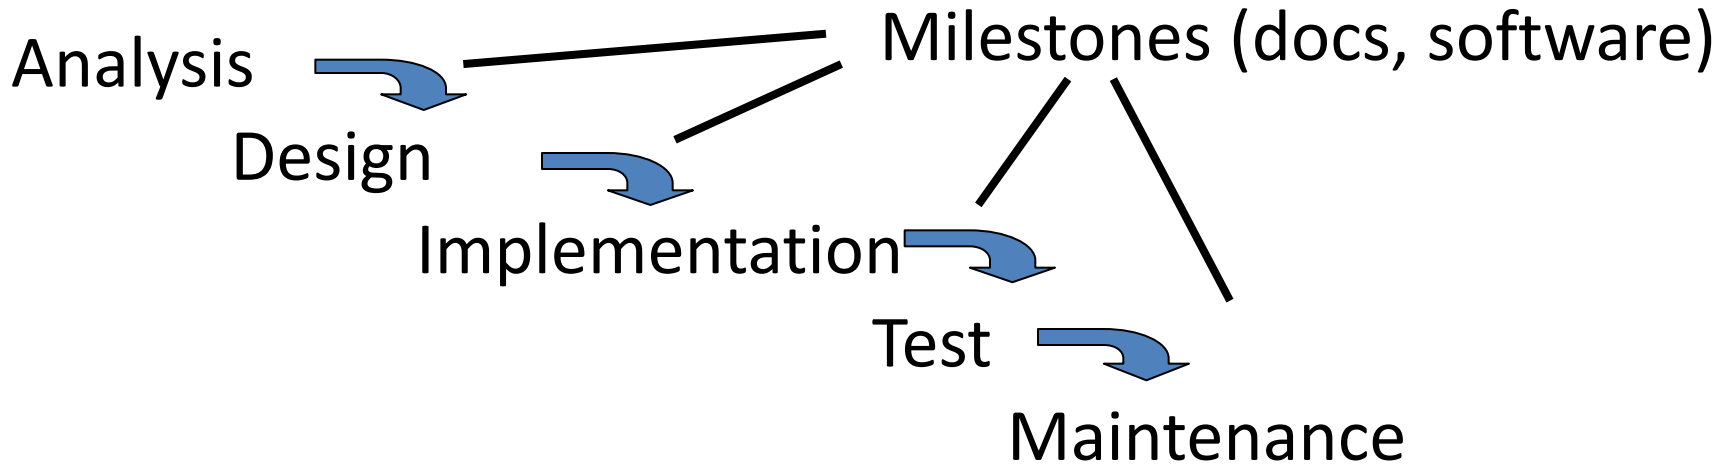 Milestones (docs, software)
Analysis
Design
Implementation
Test
Maintenance